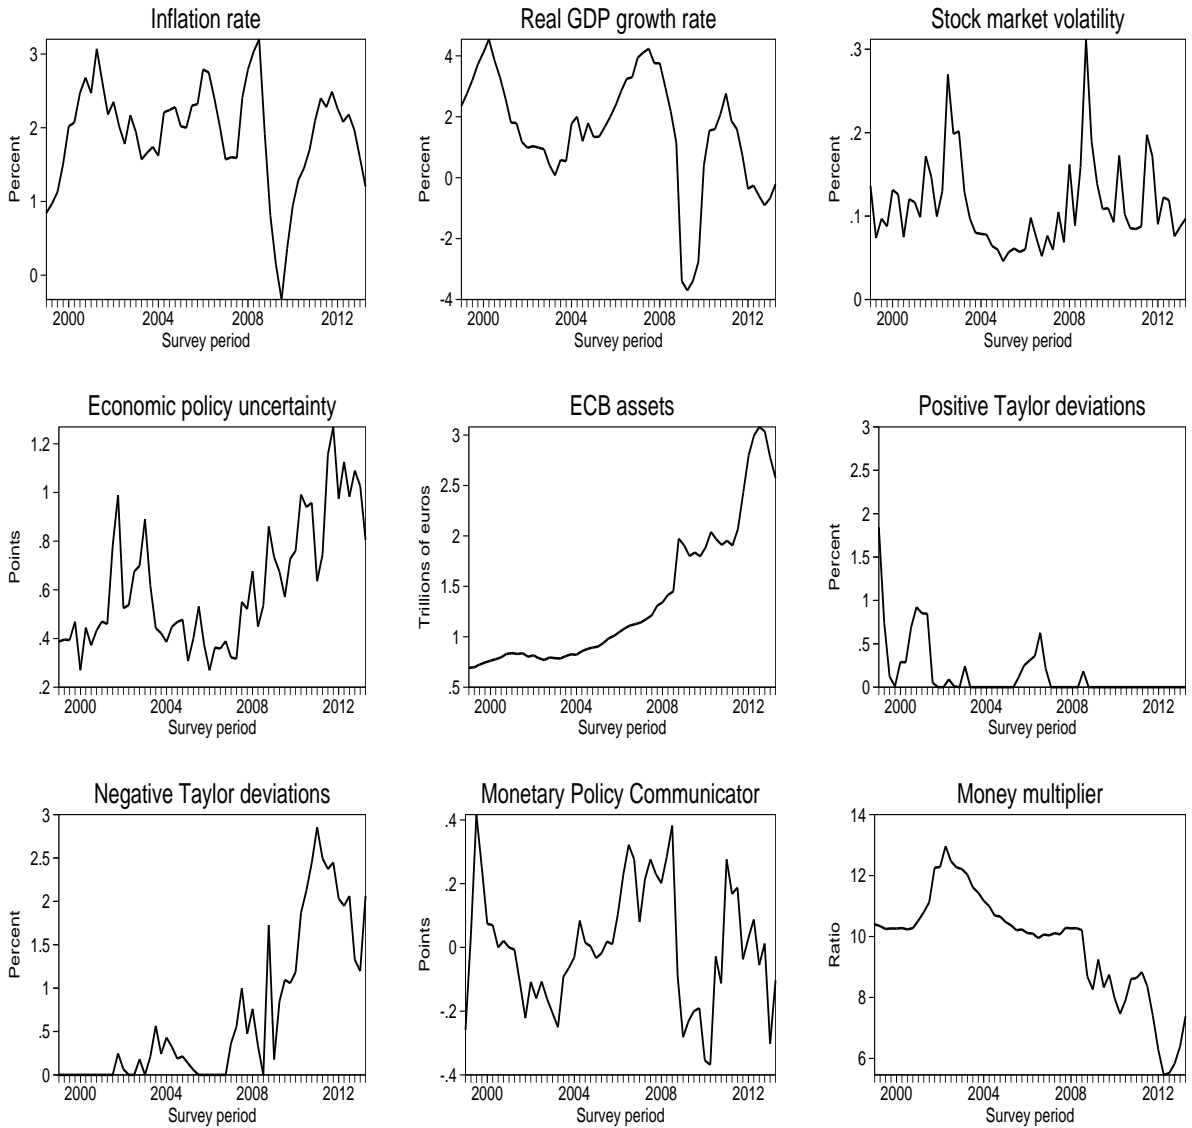 Inflation rate
Percent
3
2
1
0
2000 2004 2008 2012
Survey period
Real GDP growth rate
Percent
4
2
0
-2
-4
2000 2004 2008 2012
Survey period
Stock market volatility
Percent
.3
.2
.1
0
2000 2004 2008 2012
Survey period
Economic policy uncertainty
Points
1.2
1
.8
.6
.4
.2
2000 2004 2008 2012
Survey period
ECB assets
Trillions of euros
3
2.5
2
1.5
1
.5
2000 2004 2008 2012
Survey period
Positive Taylor deviations
Percent
3
2.5
2
1.5
1
.5
0
2000 2004 2008 2012
Survey period
Negative Taylor deviations
Percent
3
2.5
2
1.5
1
.5
0
2000 2004 2008 2012
Survey period
Monetary Policy Communicator
Points
.4
.2
0
-.2
-.4
2000 2004 2008 2012
Survey period
Money multiplier
Ratio
14
12
10
8
6
2000 2004 2008 2012
Survey period